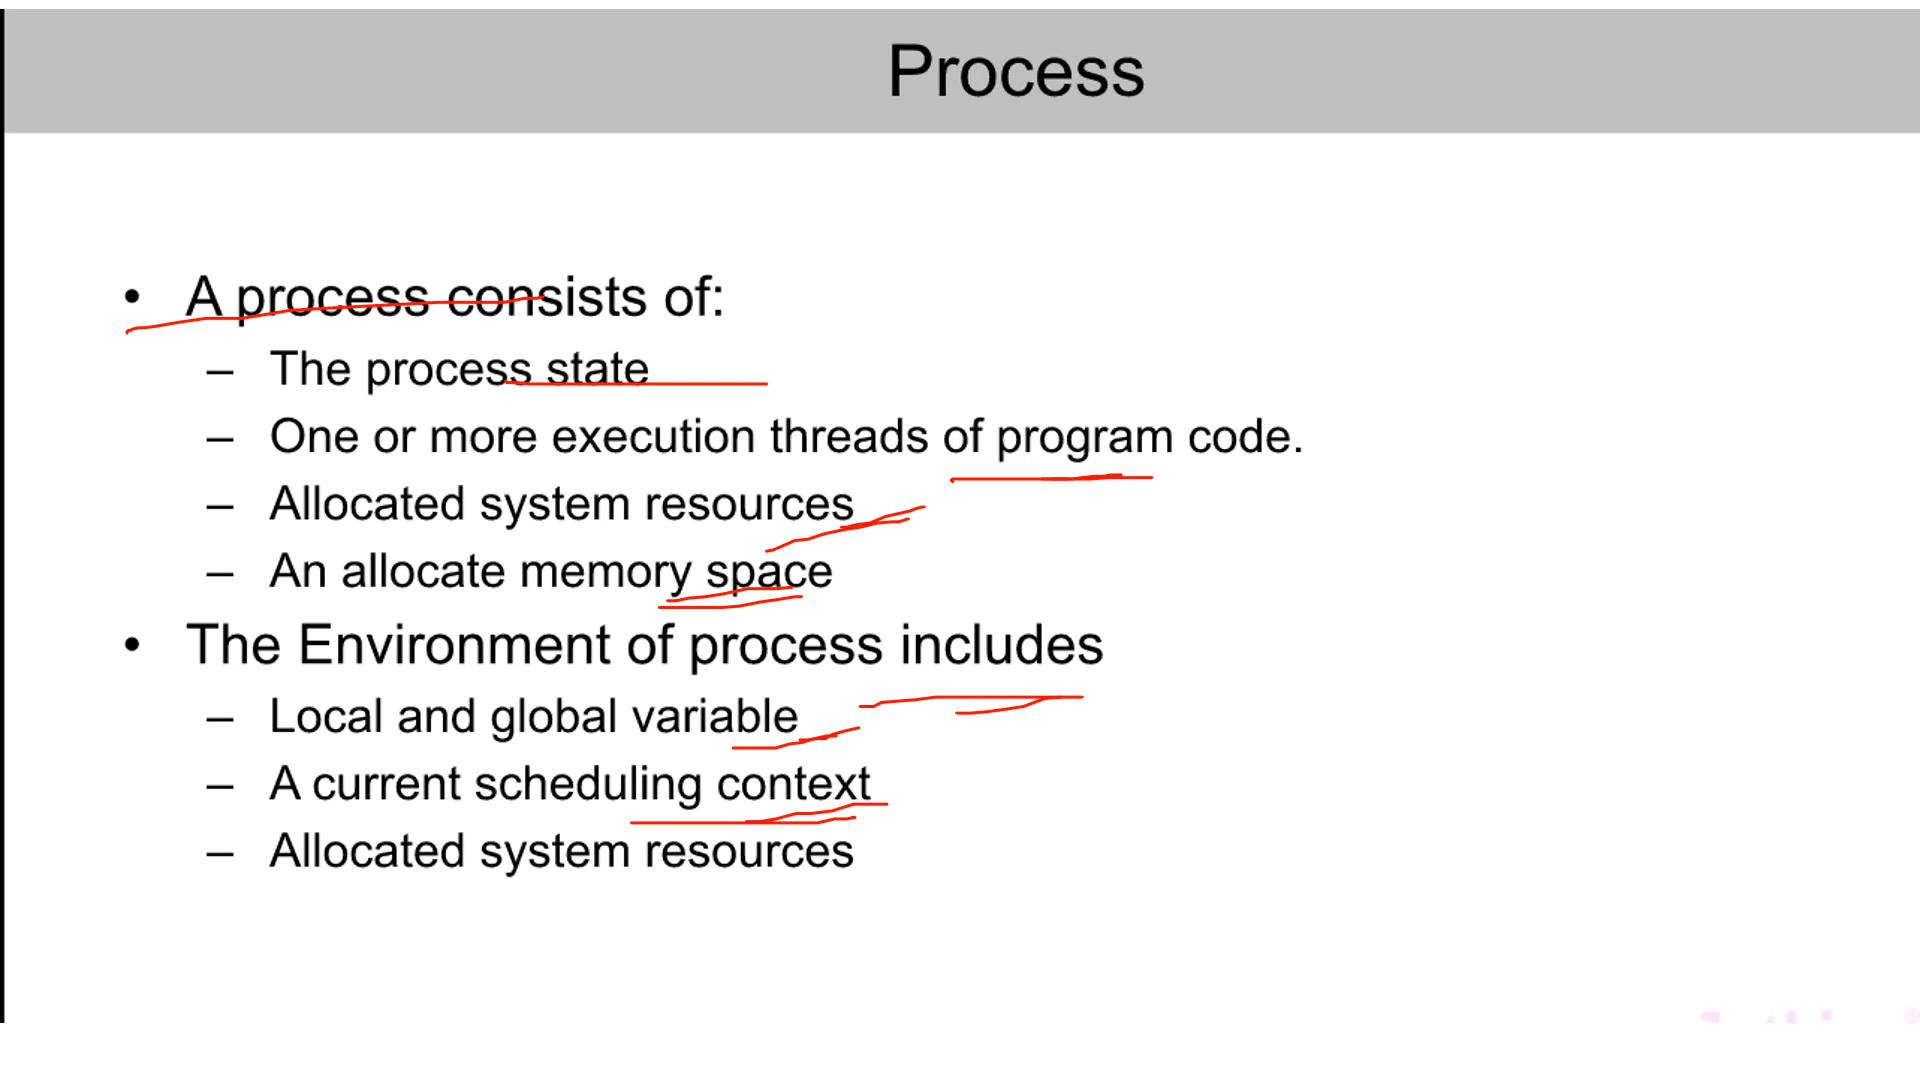 Process
• A process consists of:
– The process state
– One or more execution threads of program code.
– Allocated system resources
– An allocate memory space
• The Environment of process includes
– Local and global variable
– A current scheduling context
– Allocated system resources